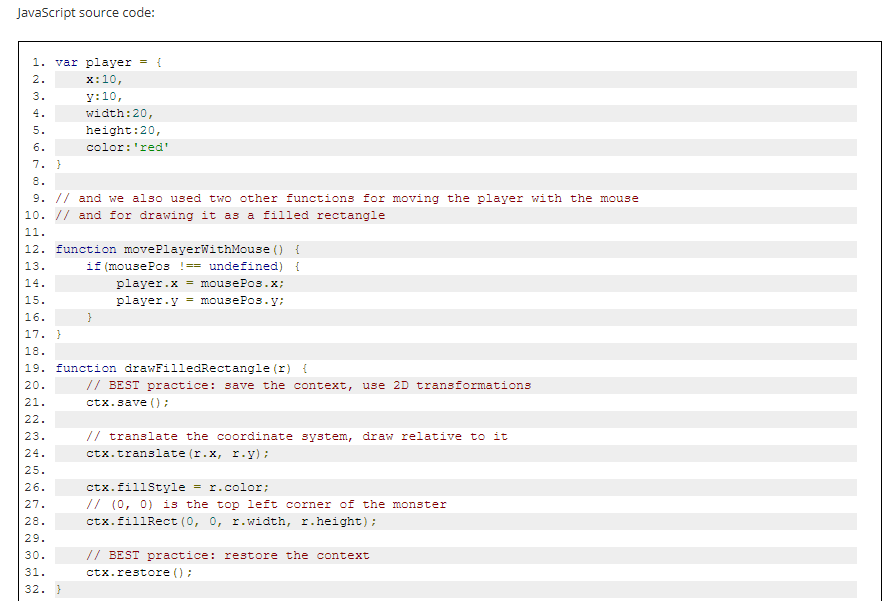 JavaScript source code:
1. var player = {
2.     x:10,
3.     y:10,
4.     width:20,
5.     height:20,
6.     color:'red'
7. }
8.
9. // and we also used two other functions for moving the player with the mouse
10. // and for drawing it as a filled rectangle
11.
12. function movePlayerWithMouse() {
13.     if(mousePos !== undefined) {
14.         player.x = mousePos.x;
15.         player.y = mousePos.y;
16.     }
17. }
18.
19. function drawFilledRectangle(r) {
20.     // BEST practice: save the context, use 2D transformations
21.     ctx.save();
22.
23.     // translate the coordinate system, draw relative to it
24.     ctx.translate(r.x, r.y);
25.
26.     ctx.fillStyle = r.color;
27.     // (0, 0) is the top left corner of the monster
28.     ctx.fillRect(0, 0, r.width, r.height);
29.
30.     // BEST practice: restore the context
31.     ctx.restore();
32. }